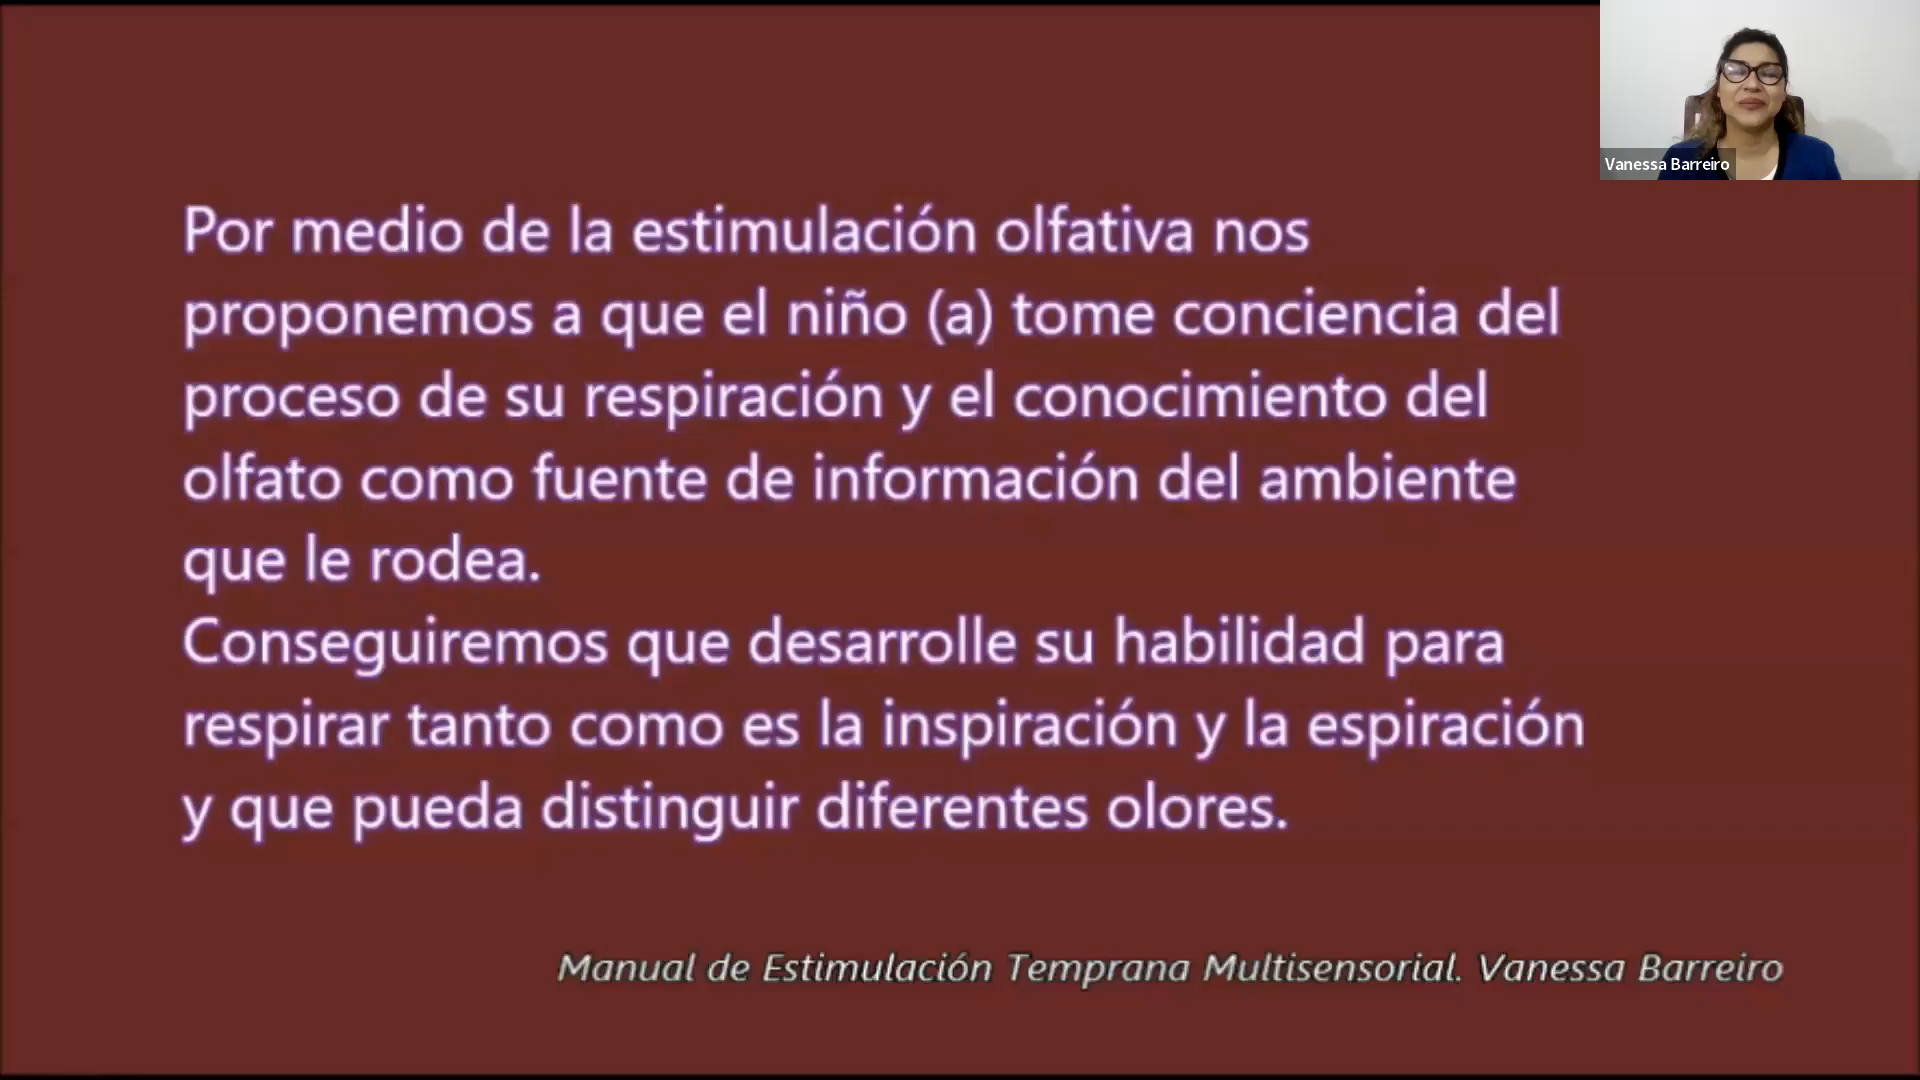 Vanessa Barreiro
Por medio de la estimulación olfativa nos
proponemos a que el niño (a) tome conciencia del
proceso de su respiración y el conocimiento del
olfato como fuente de información del ambiente
que le rodea.
Conseguiremos que desarrolle su habilidad para
respirar tanto como es la inspiración y la espiración
y que pueda distinguir diferentes olores.
Manual de Estimulación Temprana Multisensorial. Vanessa Barreiro